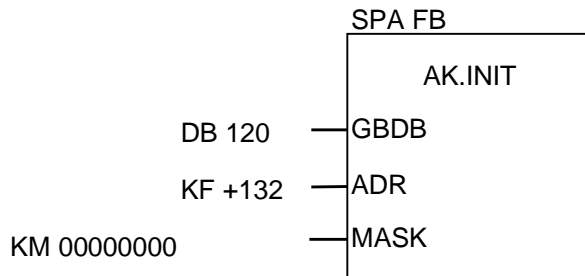 SPA FB
AK.INIT
DB 120 GBDB
KF +132 ADR
KM 00000000 MASK